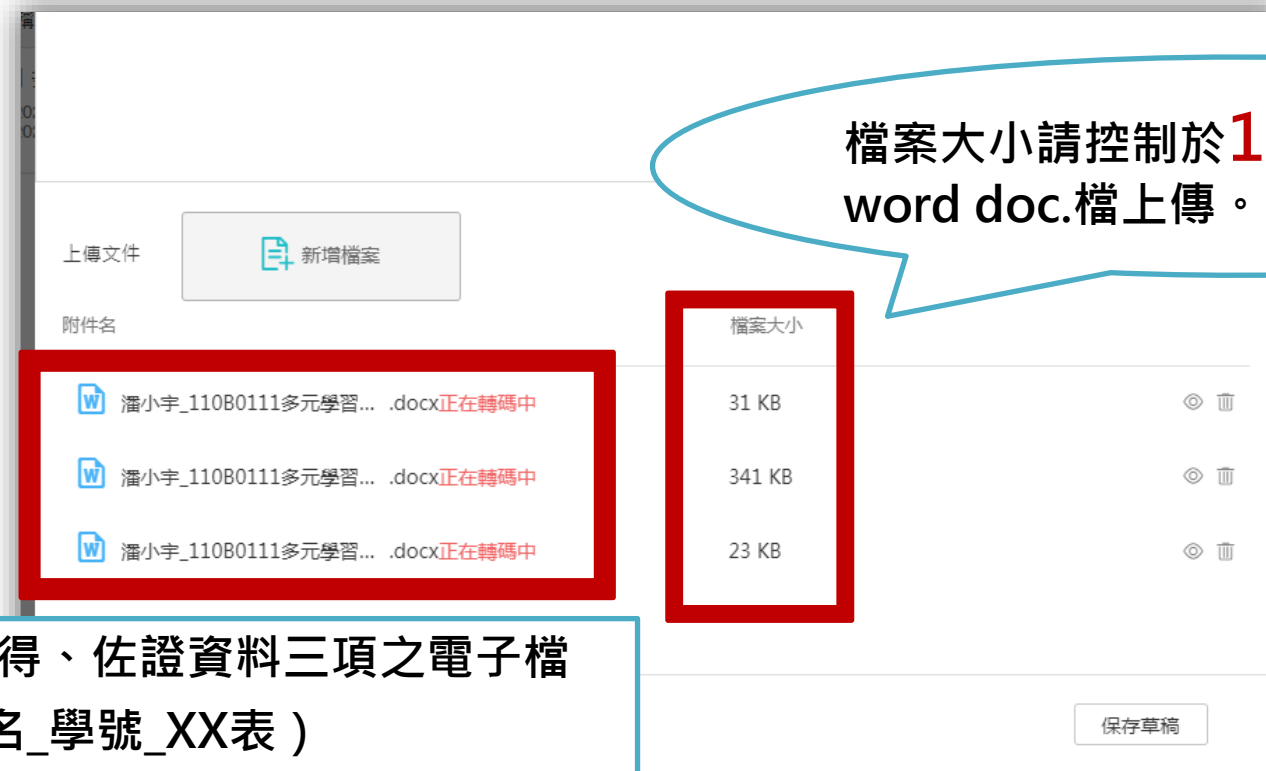 檔案大小請控制於1
word doc.檔上傳。
上傳文件
新增檔案
附件名
檔案大小
潘小宇_110B0111多元學習... .docx正在轉碼中
31 KB
潘小宇_110B0111多元學習... .docx正在轉碼中
341 KB
潘小宇_110B0111多元學習... .docx正在轉碼中
23 KB
得、佐證資料三項之電子檔
名_學號_XX表)
保存草稿